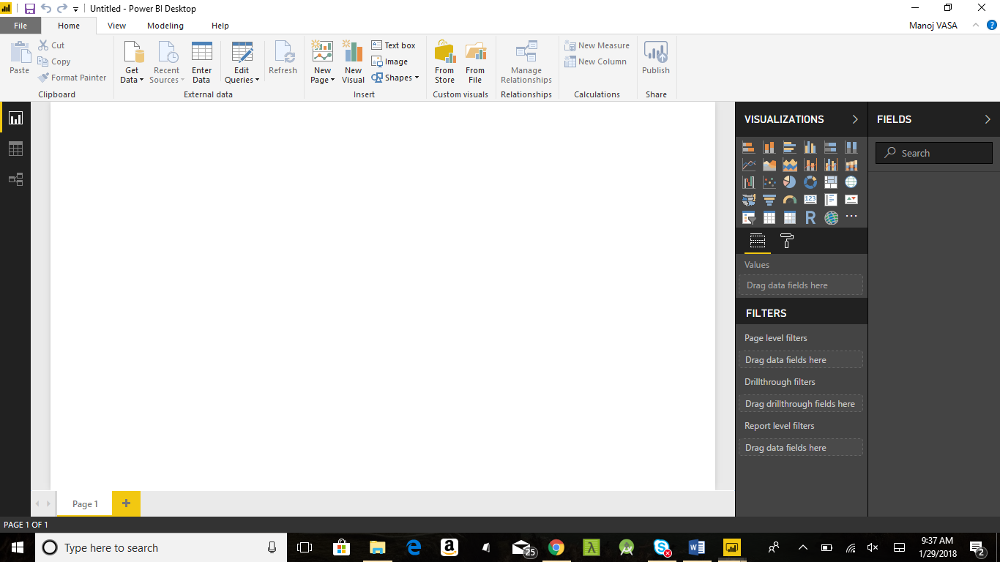 Untitled - Power BI Desktop
File Home View Modeling Help Manoj VASA ?
Paste
Cut
Copy
Format Painter
Clipboard
Get Data
Recent Sources
Enter Data
Edit Queries
Refresh
External data
New Page
New Visual
Text box
Image
Shapes
Insert
From Store
From File
Custom visuals
Manage Relationships
Relationships
New Measure
New Column
Calculations
Publish
Share
VISUALIZATIONS
123
R
Values
Drag data fields here
FILTERS
Page level filters
Drag data fields here
Drillthrough filters
Drag drillthrough fields here
Report level filters
Drag data fields here
FIELDS
Search
Page 1
PAGE 1 OF 1
Type here to search
25
9:37 AM
1/29/2018
2